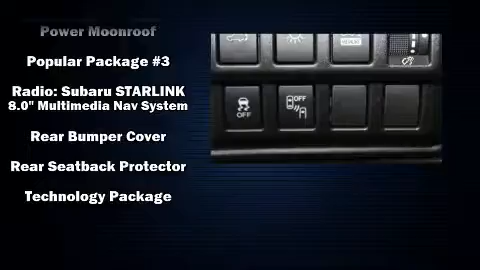 Power Moonroof
Popular Package #3
Radio: Subaru STARLINK
8.0" Multimedia Nav System
Rear Bumper Cover
Rear Seatback Protector
Technology Package
OFF
OFF